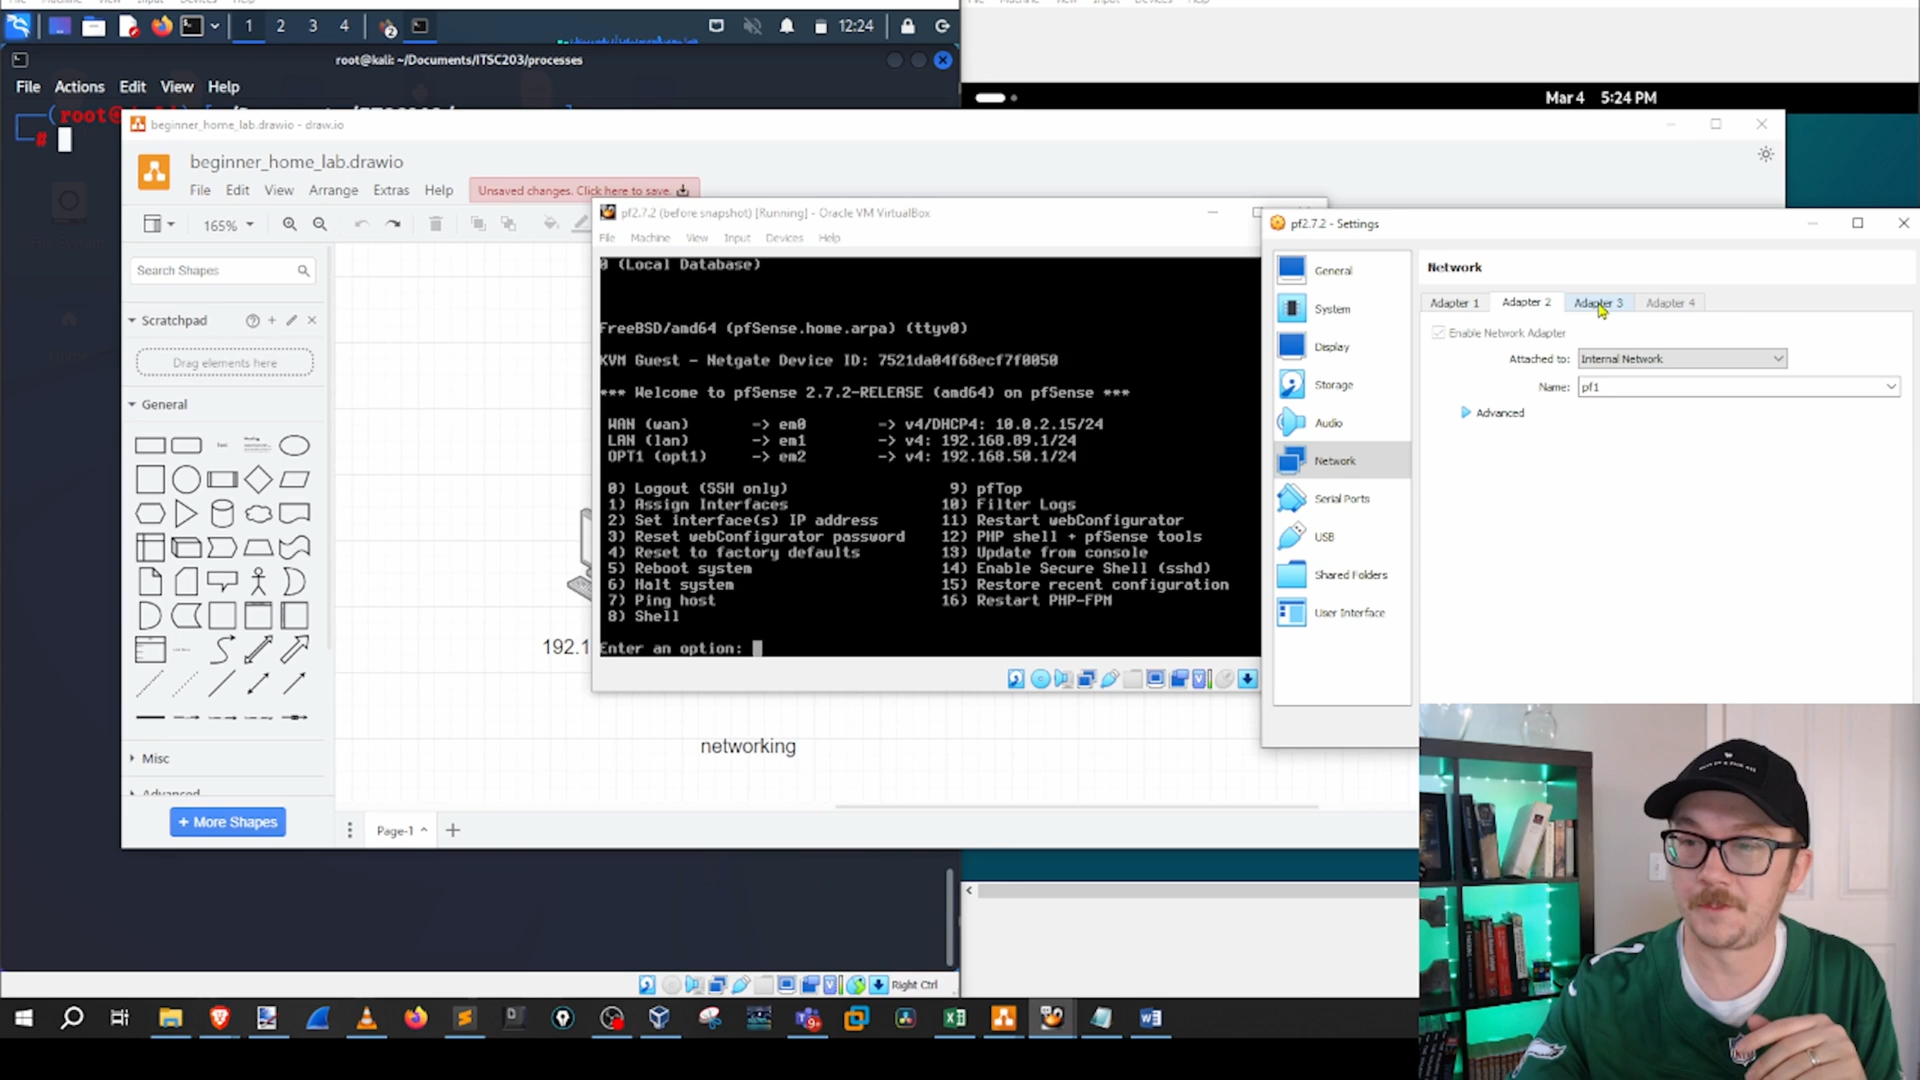 1 2 3 4
12:24
root@kali: ~/Documents/ITSC203/processes
File Actions Edit View Help
Mar 4 5:24 PM
(root@
#
beginner_home_lab.drawio - draw.io
beginner_home_lab.drawio
File Edit View Arrange Extras Help
Unsaved changes. Click here to save.
165%
Search Shapes
Scratchpad
Drag elements here
General
Misc
Advanced
+ More Shapes
192.1
networking
Page-1
pf2.7.2 (before snapshot) [Running] - Oracle VM VirtualBox
File Machine View Input Devices Help
0 (Local Database)
FreeBSD/amd64 (pfSense.home.arpa) (ttyv0)
KVM Guest - Netgate Device ID: 7521da04f68ecf7f0050
*** Welcome to pfSense 2.7.2-RELEASE (amd64) on pfSense ***
WAN (wan) -> em0 -> v4/DHCP4: 10.0.2.15/24
LAN (lan) -> em1 -> v4: 192.168.89.1/24
OPT1 (opt1) -> em2 -> v4: 192.168.50.1/24
0) Logout (SSH only) 9) pfTop
1) Assign Interfaces 10) Filter Logs
2) Set interface(s) IP address 11) Restart webConfigurator
3) Reset webConfigurator password 12) PHP shell + pfSense tools
4) Reset to factory defaults 13) Update from console
5) Reboot system 14) Enable Secure Shell (sshd)
6) Halt system 15) Restore recent configuration
7) Ping host 16) Restart PHP-FPM
8) Shell
Enter an option:
pf2.7.2 - Settings
General
System
Display
Storage
Audio
Network
Serial Ports
USB
Shared Folders
User Interface
Network
Adapter 1 Adapter 2 Adapter 3 Adapter 4
Enable Network Adapter
Attached to: Internal Network
Name: pf1
Advanced
Right Ctrl